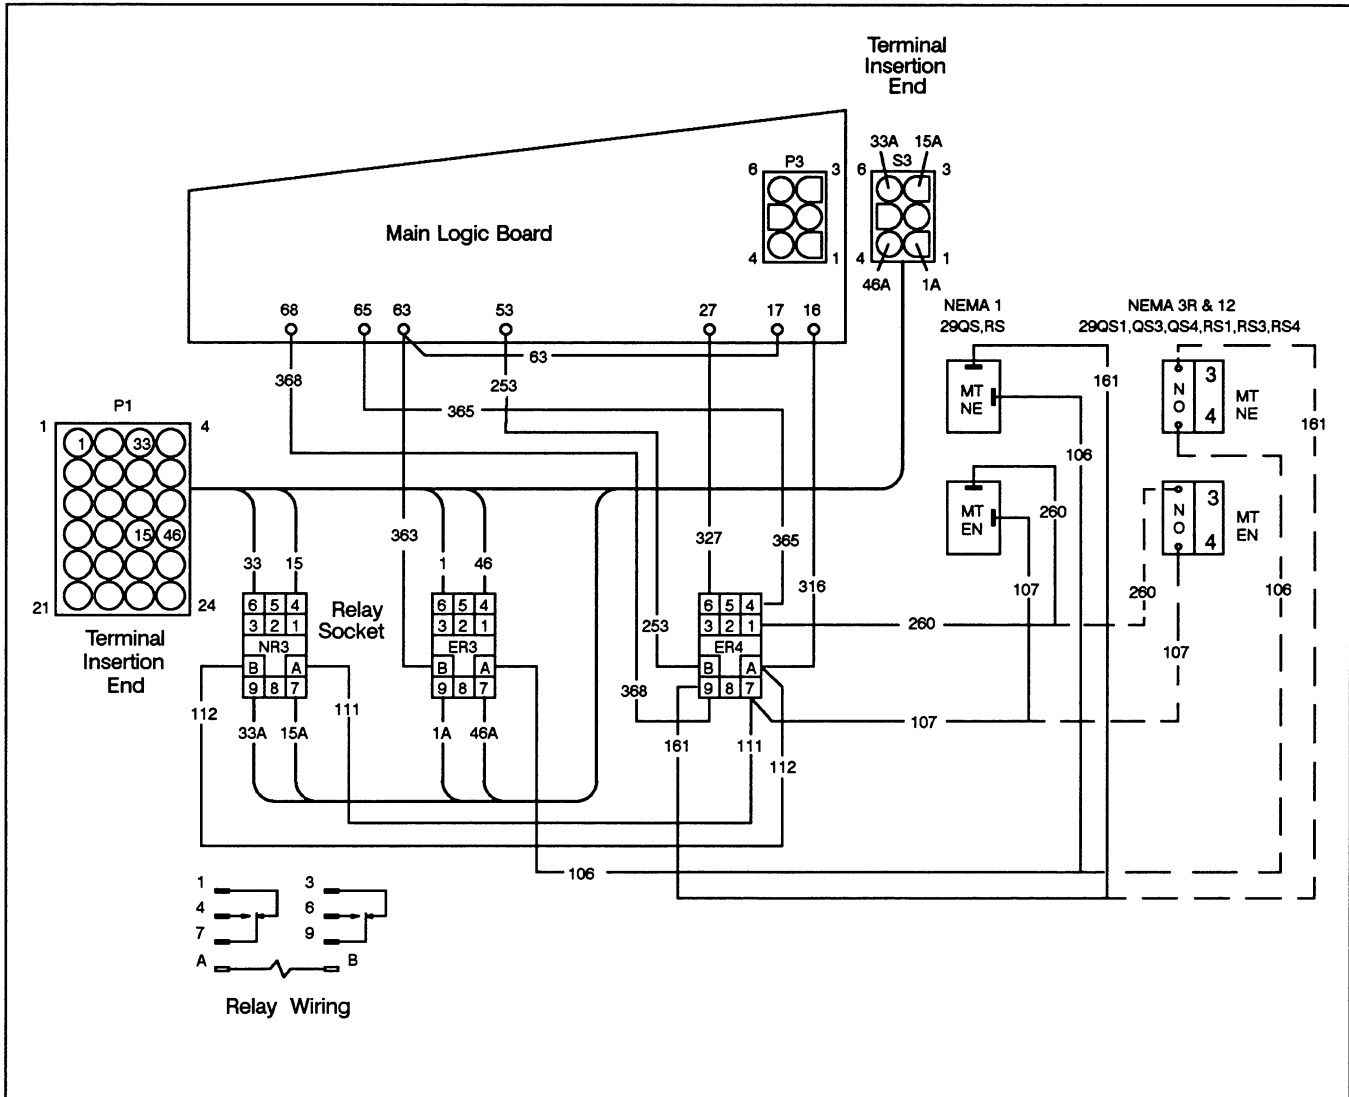 Terminal
Insertion
End
33A 15A
6 P3 3 6 S3 3
Main Logic Board
4 1 4 1
46A 1A
NEMA 1 NEMA 3R & 12
29QS,RS 29QS1,QS3,QS4,RS1,RS3,RS4
68 65 63 53 27 17 16
63
368 253 161
365
MT NE
NO 3 4
MT NE
161
P1
1 4
1 33
106
15 46
MT EN
260
NO 3 4
MT EN
363 327 365
33 15 1 46 107 316 260 106
21 24
Terminal
Insertion
End
Relay
Socket
6 5 4 6 5 4 6 5 4
3 2 1 3 2 1 3 2 1
253 260
NR3 ER3 ER4
107
B A B A B A
9 8 7 9 8 7 9 8 7
368
112 111
107
33A 15A 1A 46A 161 111
112
106
1 3
4 6
7 9
A B
Relay Wiring